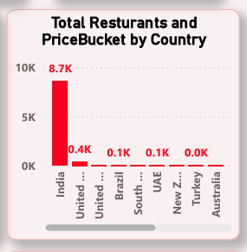 Total Resturants and
PriceBucket by Country
10K
8.7K
5K
0.4K
0.1K
0.1K
0.0K
0K
India
United ...
United ...
Brazil
South ...
UAE
New Z...
Turkey
Australia